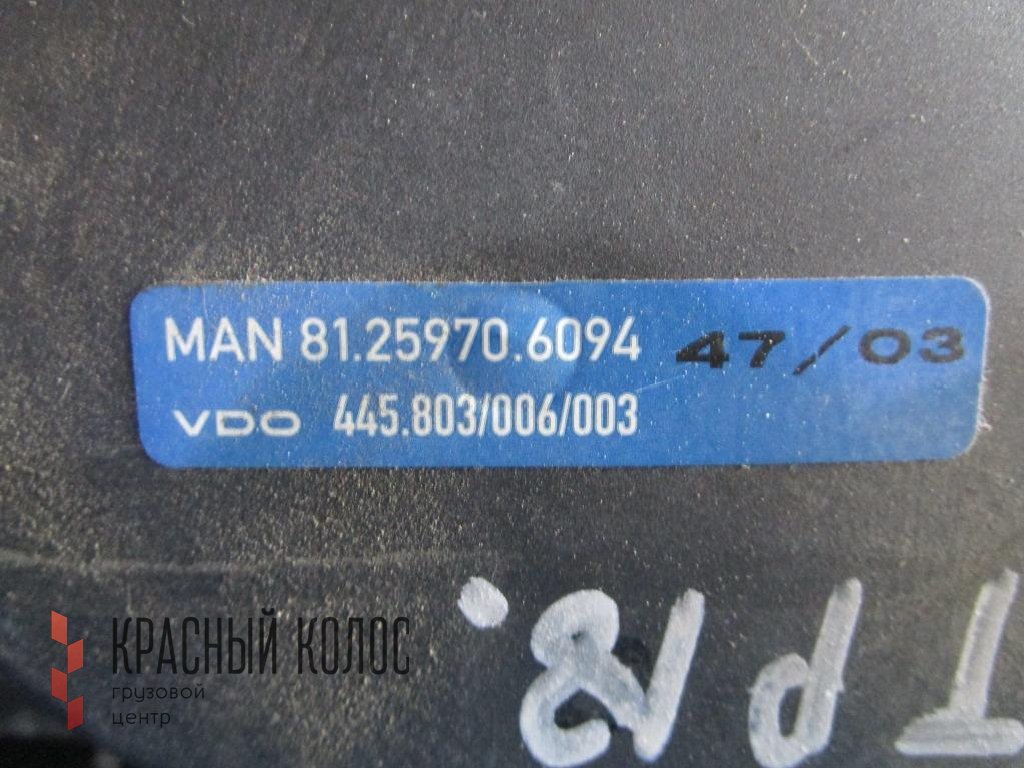 MAN 81.25970.6094 47/03
VDO 445.803/006/003
КРАСНЫЙ КОЛОС
грузовой
центр